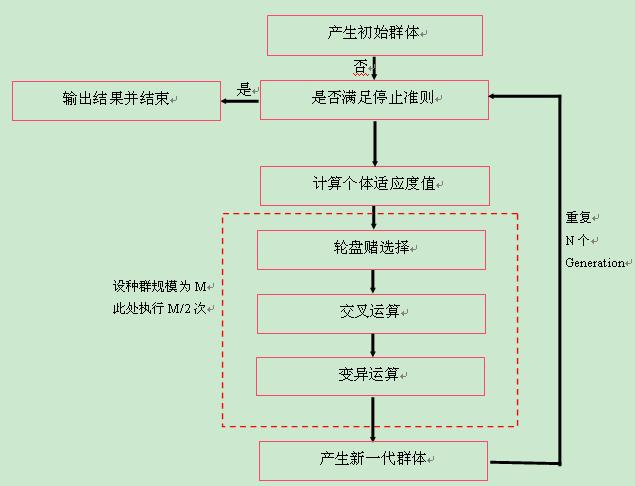 产生初始群体
否
是
输出结果并结束
是否满足停止准则
计算个体适应度值
重复
N 个
Generation
轮盘赌选择
设种群规模为 M
此处执行 M/2 次
交叉运算
变异运算
产生新一代群体